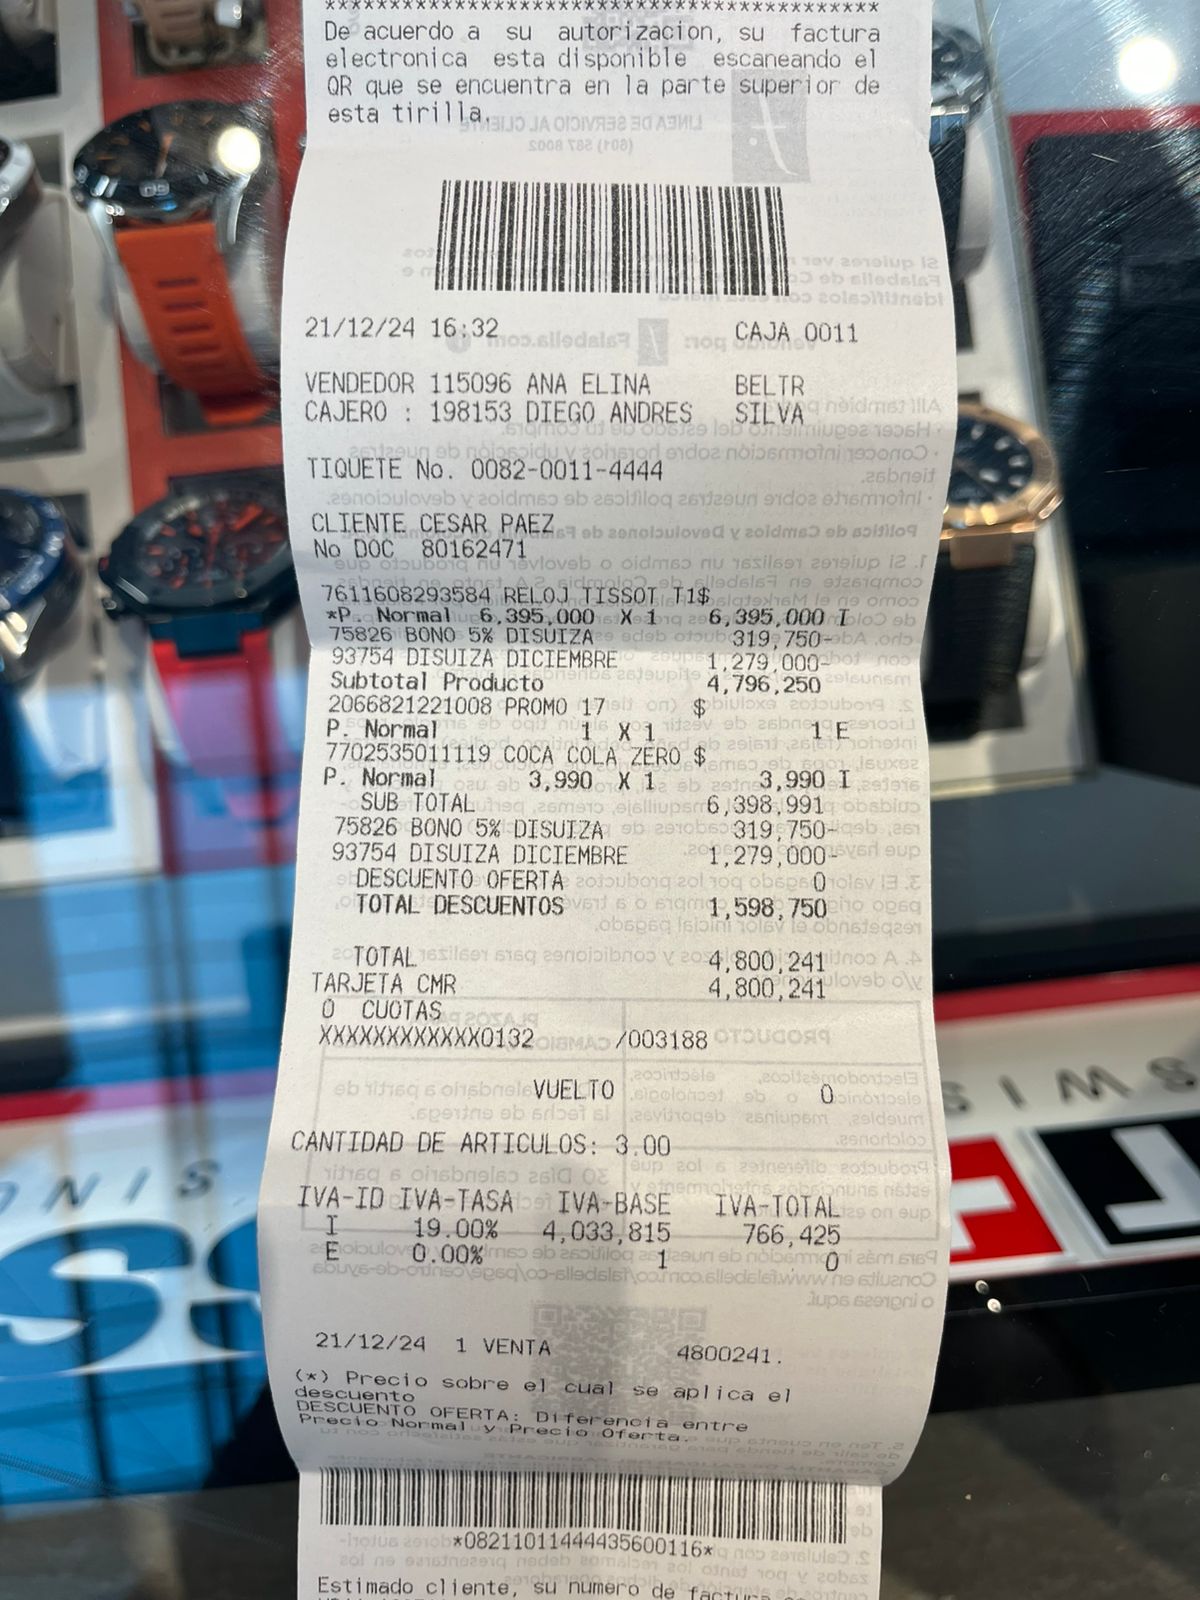 ****************************************
De acuerdo a su autorizacion, su factura
electronica esta disponible escaneando el
QR que se encuentra en la parte superior de
esta tirilla.
21/12/24 16:32 CAJA 0011
VENDEDOR 115096 ANA ELINA BELTR
CAJERO : 198153 DIEGO ANDRES SILVA
TIQUETE No. 0082-0011-4444
CLIENTE CESAR PAEZ
No DOC 80162471
7611608293584 RELOJ TISSOT T1$
*P. Normal 6,395,000 X 1 6,395,000 I
75826 BONO 5% DISUIZA 319,750-
93754 DISUIZA DICIEMBRE 1,279,000-
Subtotal Producto 4,796,250
2066821221008 PROMO 17 $
P. Normal 1 X 1 1 E
7702535011119 COCA COLA ZERO $
P. Normal 3,990 X 1 3,990 I
SUB TOTAL 6,398,991
75826 BONO 5% DISUIZA 319,750-
93754 DISUIZA DICIEMBRE 1,279,000-
DESCUENTO OFERTA 0
TOTAL DESCUENTOS 1,598,750
TOTAL 4,800,241
TARJETA CMR 4,800,241
0 CUOTAS
XXXXXXXXXXXX0132 /003188
VUELTO 0
CANTIDAD DE ARTICULOS: 3.00
IVA-ID IVA-TASA IVA-BASE IVA-TOTAL
I 19.00% 4,033,815 766,425
E 0.00% 1 0
21/12/24 1 VENTA 4800241.
(*) Precio sobre el cual se aplica el
descuento
DESCUENTO OFERTA: Diferencia entre
Precio Normal y Precio Oferta.
*08211011444435600116*
Estimado cliente, su numero de factura